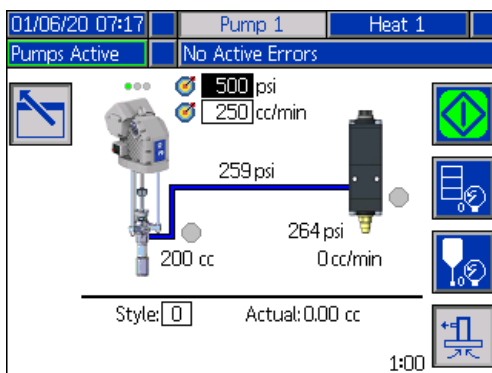 01/06/20 07:17 Pump 1 Heat 1
Pumps Active No Active Errors
500 psi
250 cc/min
259 psi
264 psi
200 cc 0 cc/min
Style: 0 Actual: 0.00 cc
1:00